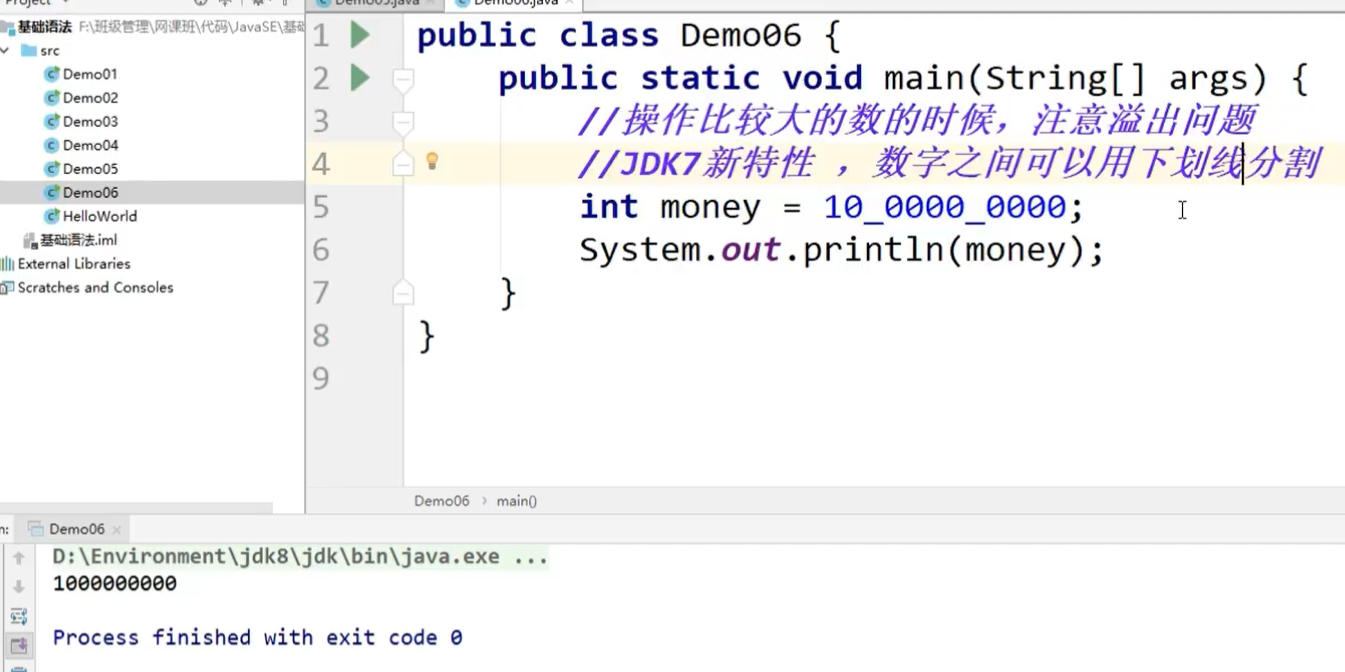 Project
Demo05.java
Demo06.java
基础语法 F:\班级管理\网课班\代码\JavaSE\基础
src
Demo01
Demo02
Demo03
Demo04
Demo05
Demo06
HelloWorld
基础语法.iml
External Libraries
Scratches and Consoles
1 public class Demo06 {
2 public static void main(String[] args) {
3 //操作比较大的数的时候，注意溢出问题
4 //JDK7新特性 ，数字之间可以用下划线分割
5 int money = 10_0000_0000;
6 System.out.println(money);
7 }
8 }
9
Demo06 › main()
Demo06
D:\Environment\jdk8\jdk\bin\java.exe ...
1000000000
Process finished with exit code 0